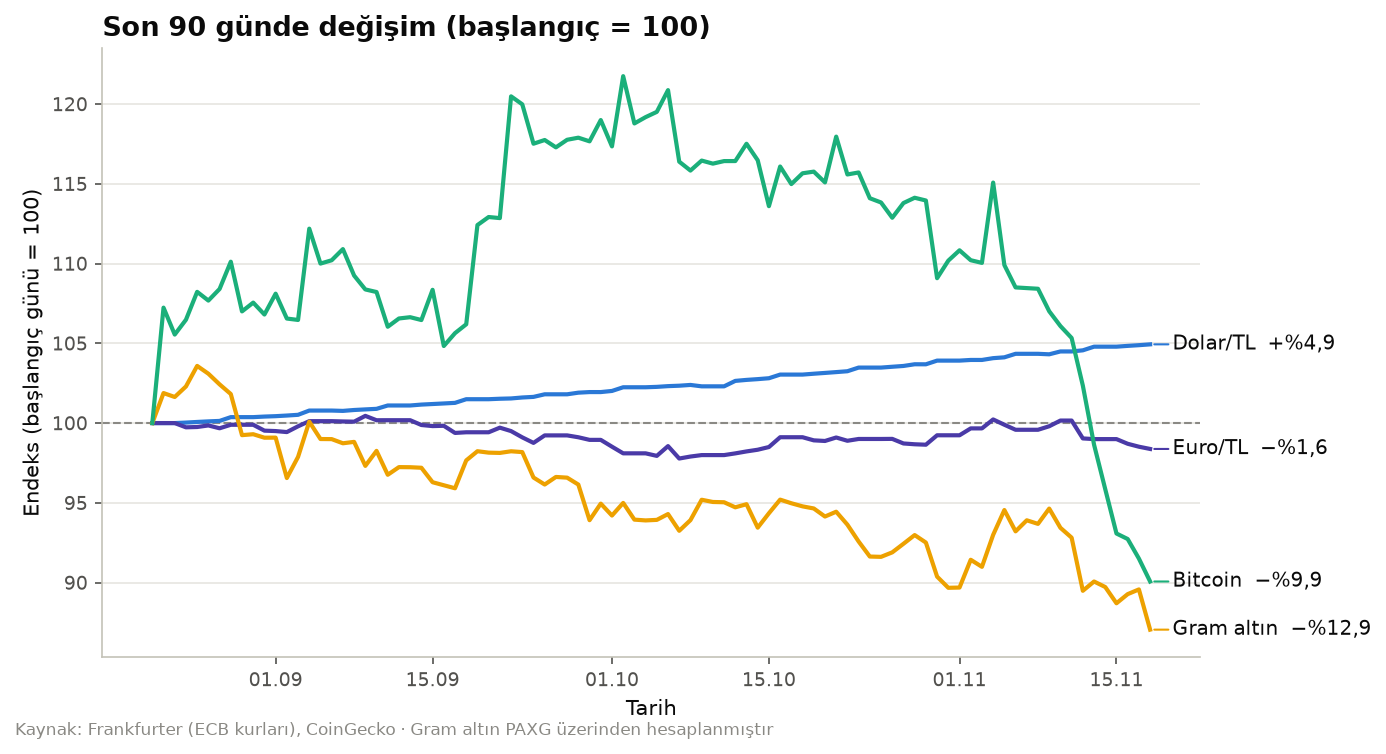 Son 90 günde değişim (başlangıç = 100)
Endeks (başlangıç günü = 100)
120
115
110
105
100
95
90
Dolar/TL +%4,9
Euro/TL −%1,6
Bitcoin −%9,9
Gram altın −%12,9
01.09
15.09
01.10
15.10
01.11
15.11
Tarih
Kaynak: Frankfurter (ECB kurları), CoinGecko · Gram altın PAXG üzerinden hesaplanmıştır